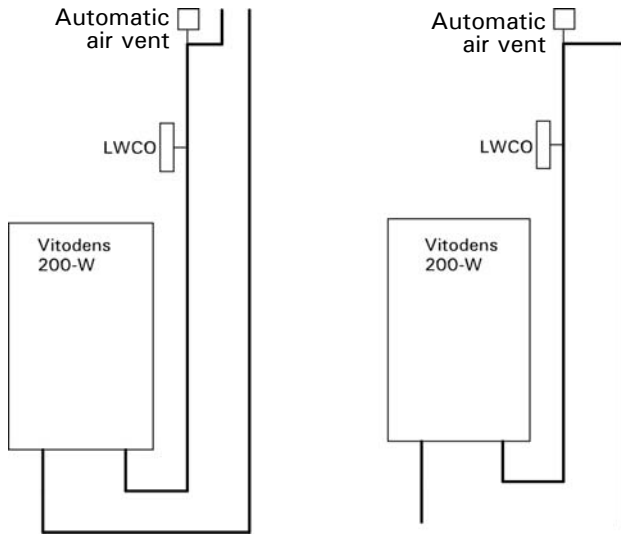 Automatic
air vent
LWCO
Vitodens
200-W
Automatic
air vent
LWCO
Vitodens
200-W